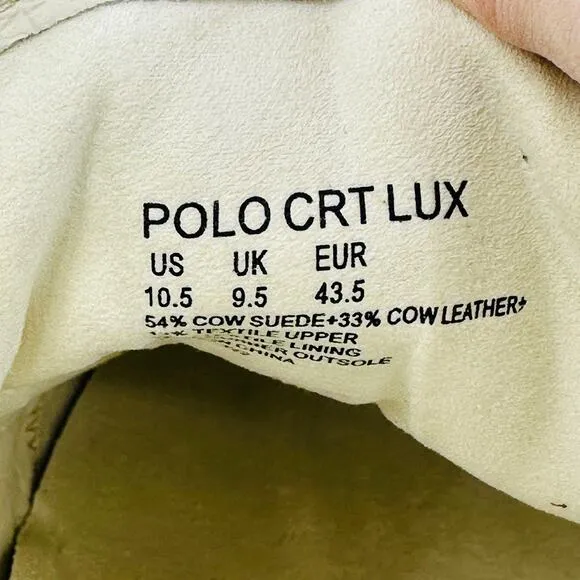 POLO CRT LUX
US UK EUR
10.5 9.5 43.5
54% COW SUEDE+33% COW LEATHER+
TEXTILE UPPER
LINING
OUTSOLE
CHINA